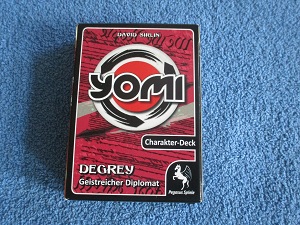 DAVID SIRLIN
YOMI
Charakter-Deck
DEGREY
Geistreicher Diplomat
Pegasus Spiele